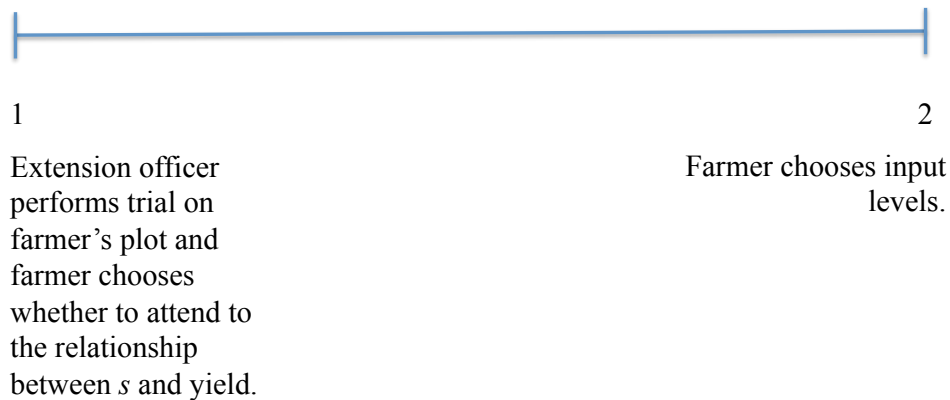 1
Extension officer
performs trial on
farmer’s plot and
farmer chooses
whether to attend to
the relationship
between s and yield.
2
Farmer chooses input
levels.